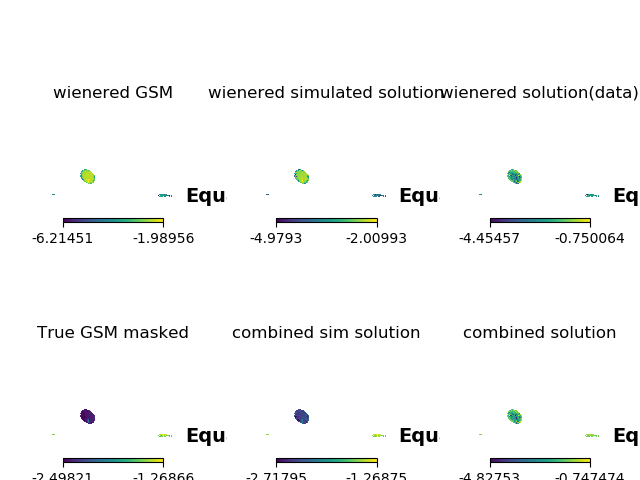 wienered GSM wienered simulated solution wienered solution(data)
Equ Equ Eq
-6.21451 -1.98956 -4.9793 -2.00993 -4.45457 -0.750064
True GSM masked combined sim solution combined solution
Equ Equ Eq
-2.49821 -1.26866 -2.71795 -1.26875 -4.82753 -0.747474